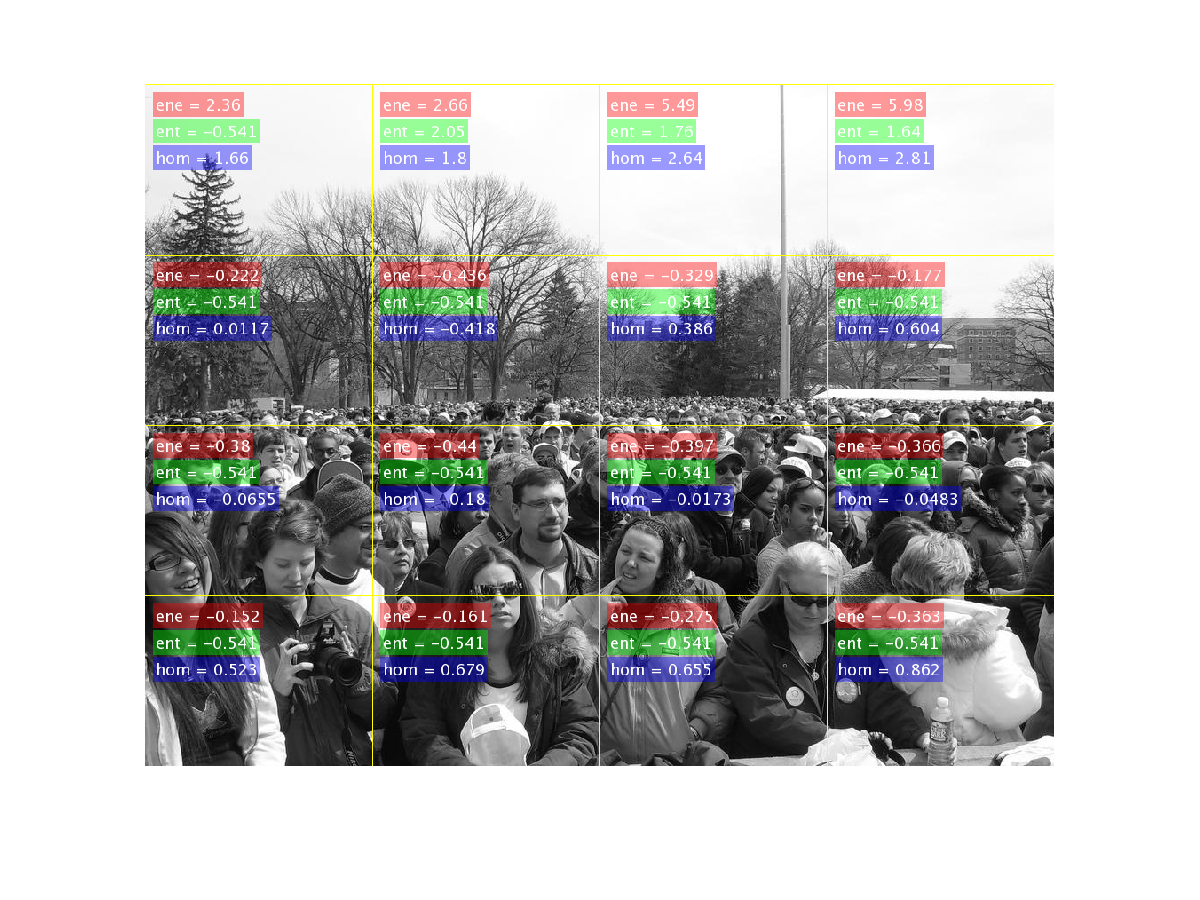 ene = 2.36
ent = −0.541
hom = 1.66
ene = 2.66
ent = 2.05
hom = 1.8
ene = 5.49
ent = 1.76
hom = 2.64
ene = 5.98
ent = 1.64
hom = 2.81
ene = −0.222
ent = −0.541
hom = 0.0117
ene = −0.436
ent = −0.541
hom = −0.418
ene = −0.329
ent = −0.541
hom = 0.386
ene = −0.177
ent = −0.541
hom = 0.604
ene = −0.38
ent = −0.541
hom = −0.0655
ene = −0.44
ent = −0.541
hom = −0.18
ene = −0.397
ent = −0.541
hom = −0.0173
ene = −0.366
ent = −0.541
hom = −0.0483
ene = −0.152
ent = −0.541
hom = 0.523
ene = −0.161
ent = −0.541
hom = 0.679
ene = −0.275
ent = −0.541
hom = 0.655
ene = −0.363
ent = −0.541
hom = 0.862